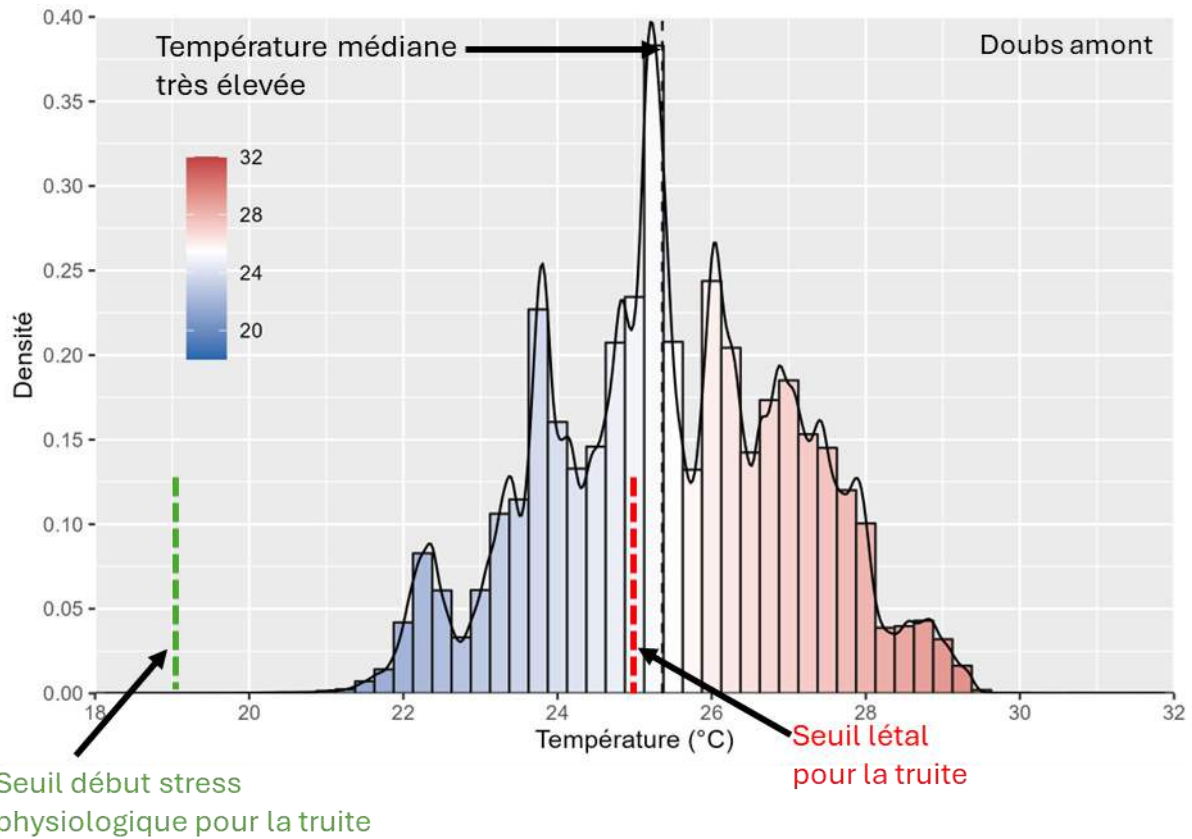 0.40
Température médiane
très élevée
Doubs amont
0.35
32
0.30
28
0.25
24
20
0.20
Densité
0.15
0.10
0.05
0.00
18 20 22 24 26 28 30 32
Température (°C)
Seuil létal
pour la truite
Seuil début stress
physiologique pour la truite